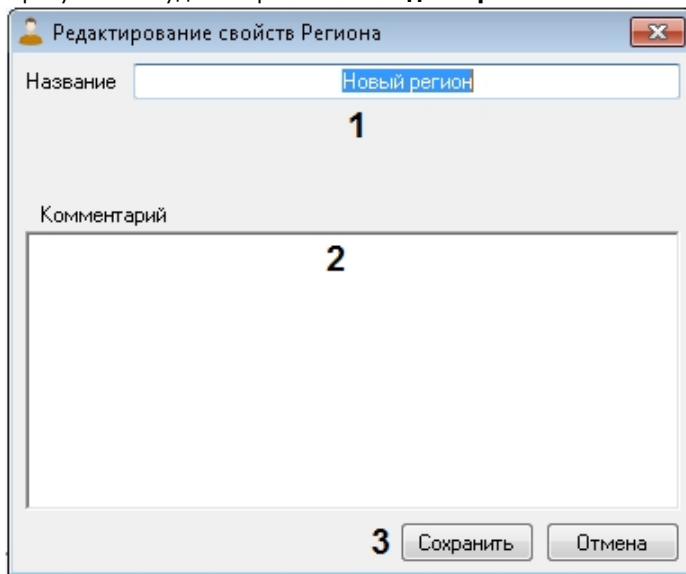 Редактирование свойств Региона
Название Новый регион
1
Комментарий
2
3 Сохранить Отмена